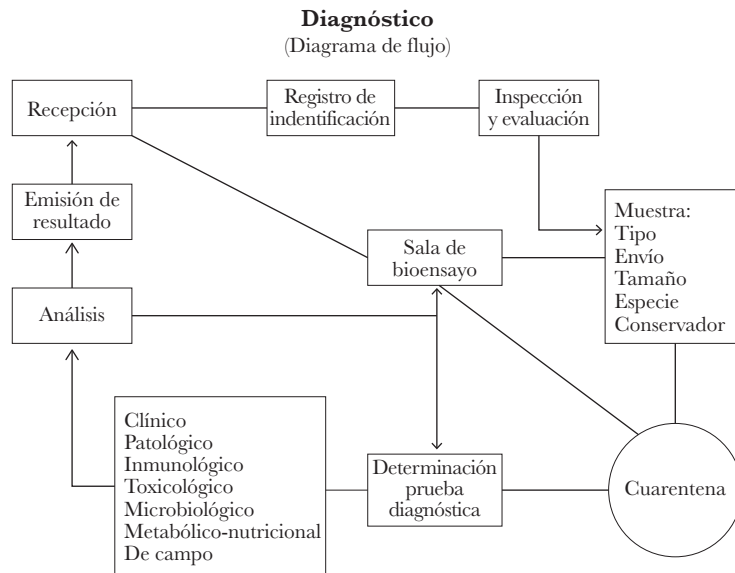 Diagnóstico
(Diagrama de flujo)
Recepción
Registro de
indentificación
Inspección
y evaluación
Emisión de
resultado
Sala de
bioensayo
Muestra:
Tipo
Envío
Tamaño
Especie
Conservador
Análisis
Clínico
Patológico
Inmunológico
Toxicológico
Microbiológico
Metabólico-nutricional
De campo
Determinación
prueba
diagnóstica
Cuarentena